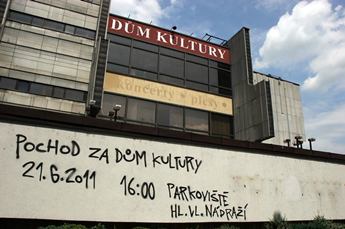 DŮM KULTURY
koncerty • plesy
POCHOD ZA DŮM KULTURY
21.6.2011 16:00 PARKOVIŠTĚ
HL.VL.NÁDRAŽÍ